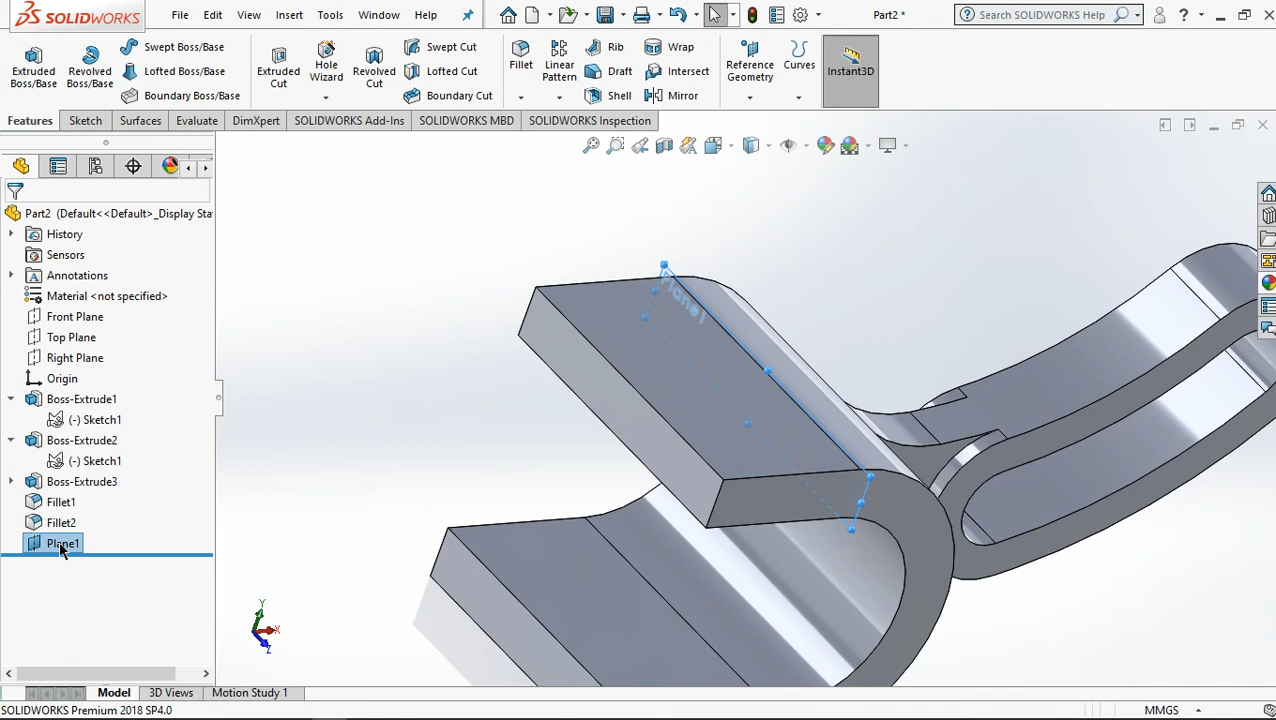 SOLIDWORKS
File
Edit
View
Insert
Tools
Window
Help
Part2 *
Search SOLIDWORKS Help
?
Extruded Boss/Base
Revolved Boss/Base
Swept Boss/Base
Lofted Boss/Base
Boundary Boss/Base
Extruded Cut
Hole Wizard
Revolved Cut
Swept Cut
Lofted Cut
Boundary Cut
Fillet
Linear Pattern
Rib
Draft
Shell
Wrap
Intersect
Mirror
Reference Geometry
Curves
Instant3D
Features
Sketch
Surfaces
Evaluate
DimXpert
SOLIDWORKS Add-Ins
SOLIDWORKS MBD
SOLIDWORKS Inspection
Part2 (Default<<Default>_Display Sta
History
Sensors
Annotations
Material <not specified>
Front Plane
Top Plane
Right Plane
Origin
Boss-Extrude1
(-) Sketch1
Boss-Extrude2
(-) Sketch1
Boss-Extrude3
Fillet1
Fillet2
Plane1
Plane1
Y
X
Z
Model
3D Views
Motion Study 1
SOLIDWORKS Premium 2018 SP4.0
MMGS